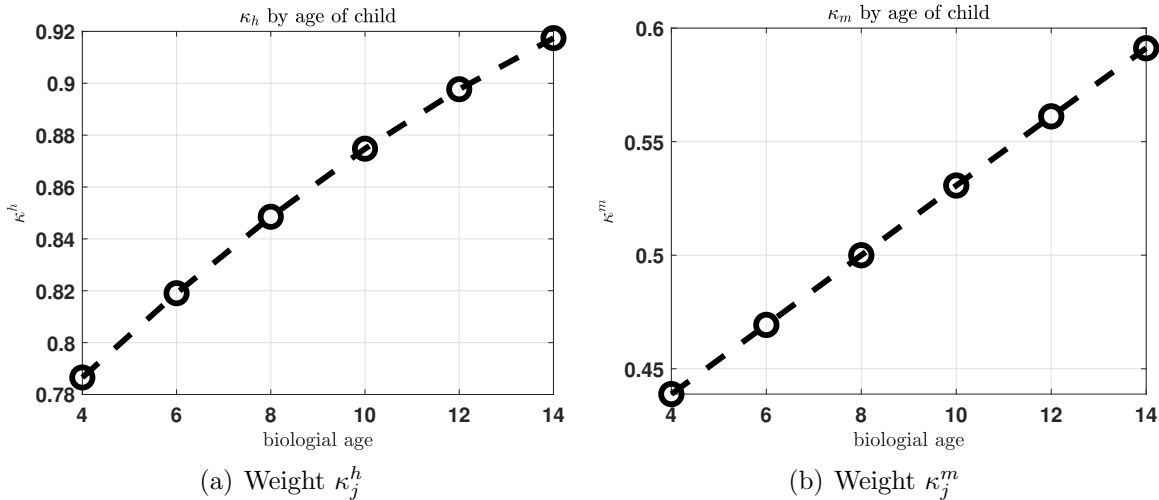 κ_h by age of child
0.92
0.9
0.88
0.86
0.84
0.82
0.8
0.78
κ^h
4 6 8 10 12 14
biologial age
(a) Weight κ_j^h
κ_m by age of child
0.6
0.55
0.5
0.45
κ^m
4 6 8 10 12 14
biologial age of child
(b) Weight κ_j^m